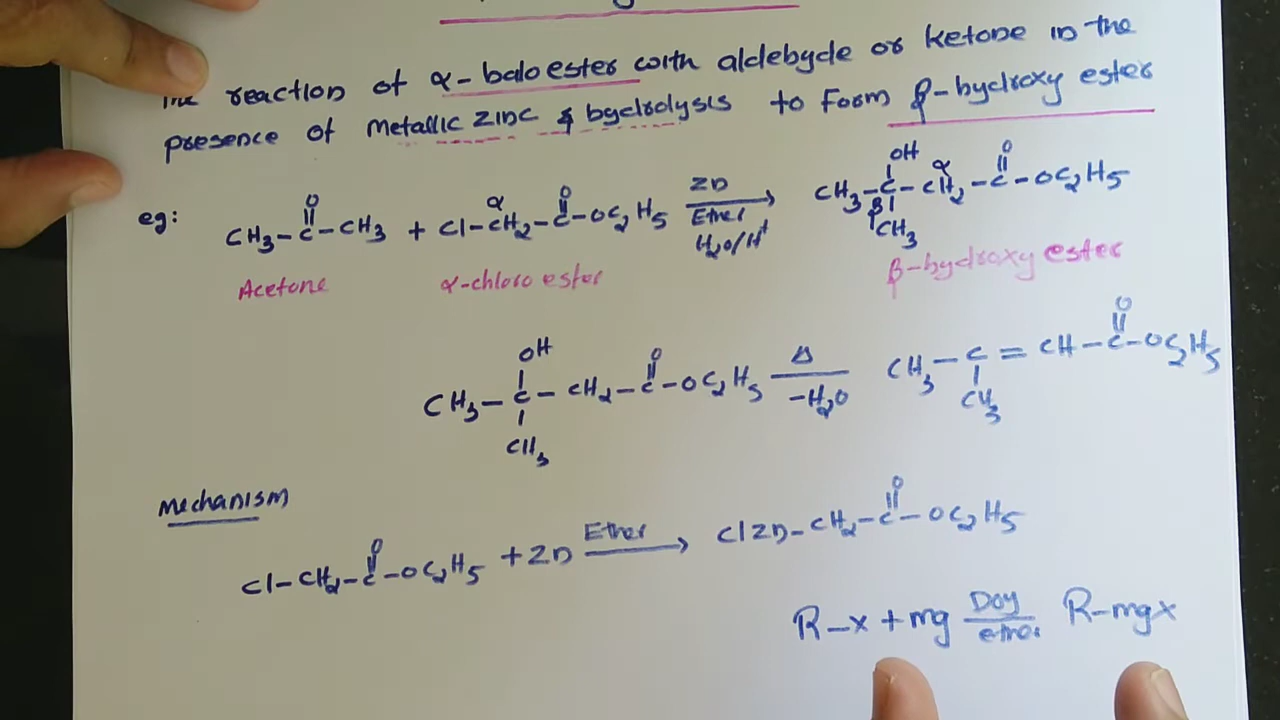 The reaction of α-haloester with aldehyde or ketone in the
presence of Metallic zinc & hydrolysis to form β-hydroxy ester
O OH O
|| | α ||
eg: CH3-C-CH3 + Cl-CH2-C-OC2H5 Zn Ether H2O/H+ → CH3-C-CH2-C-OC2H5
α O β CH3
Acetone α-chloro ester β-hydroxy ester
OH O O
CH3-C-CH2-C-OC2H5 Δ -H2O CH3-C=CH-C-OC2H5
CH3 CH3
Mechanism
O O
Cl-CH2-C-OC2H5 + Zn Ether → ClZn-CH2-C-OC2H5
R-x + mg Dry ether R-mgx